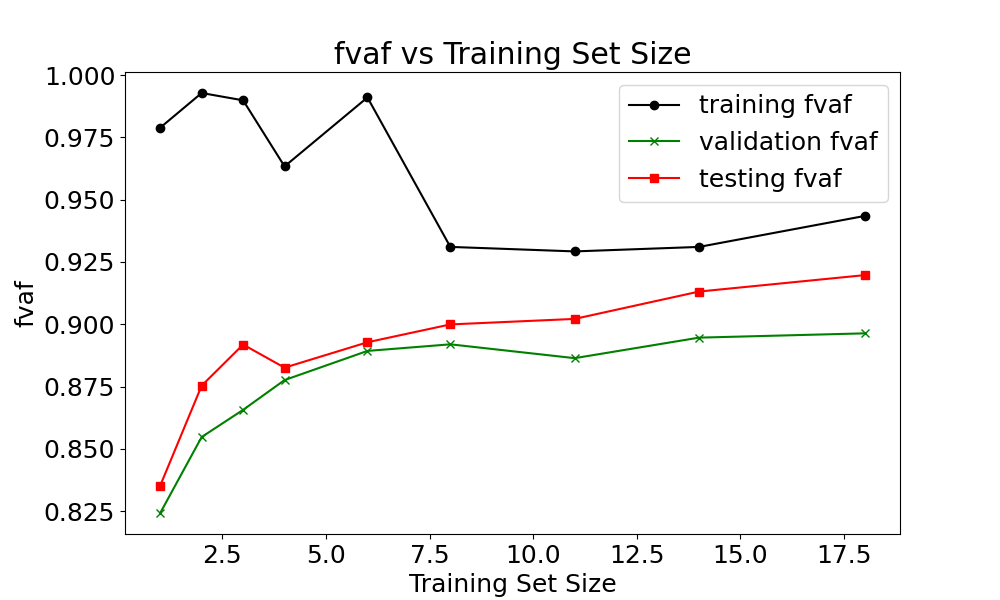 fvaf vs Training Set Size
1.000
0.975
0.950
0.925
0.900
0.875
0.850
0.825
fvaf
training fvaf
validation fvaf
testing fvaf
2.5 5.0 7.5 10.0 12.5 15.0 17.5
Training Set Size